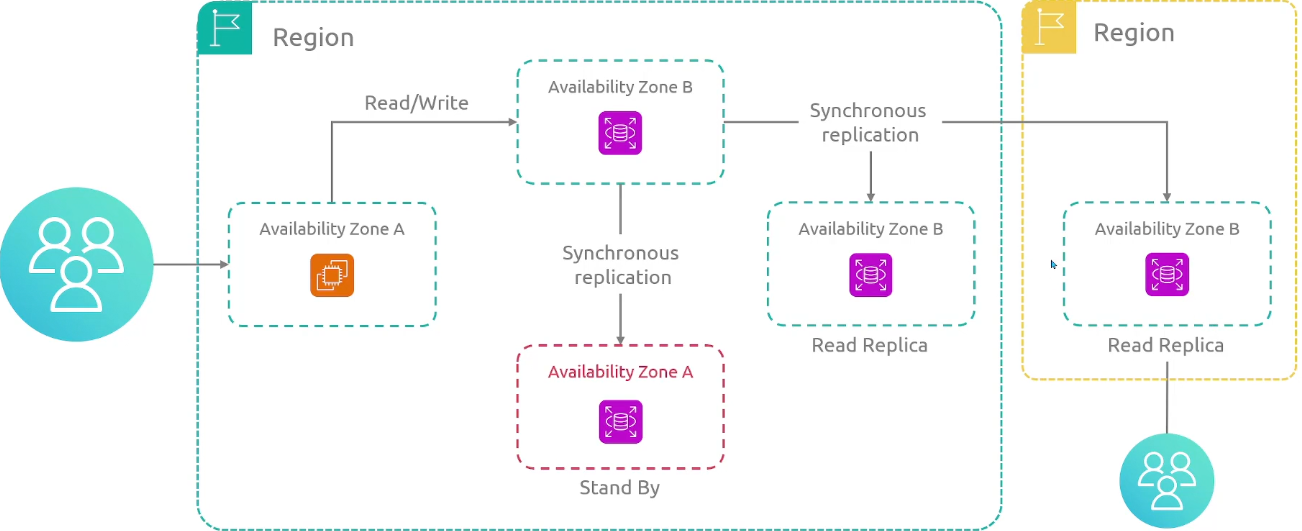 Region
Region
Availability Zone B
Read/Write
Synchronous
replication
Availability Zone A
Availability Zone B
Availability Zone B
Synchronous
replication
Read Replica
Read Replica
Availability Zone A
Stand By